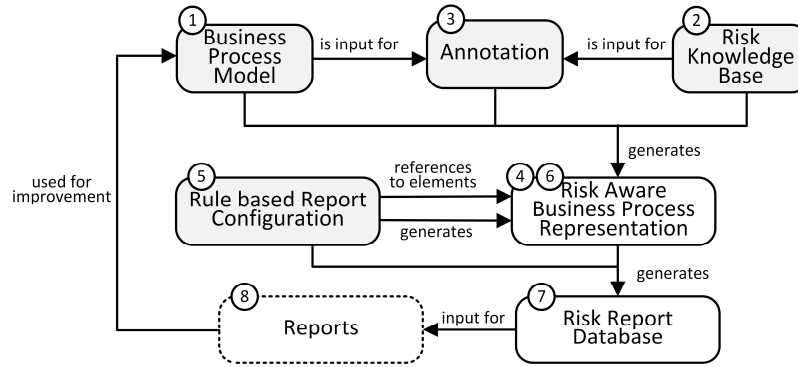 1
Business
Process
Model
is input for
3
Annotation
is input for
2
Risk
Knowledge
Base
generates
used for
improvement
5
Rule based Report
Configuration
references
to elements
generates
4
6
Risk Aware
Business Process
Representation
generates
8
Reports
input for
7
Risk Report
Database